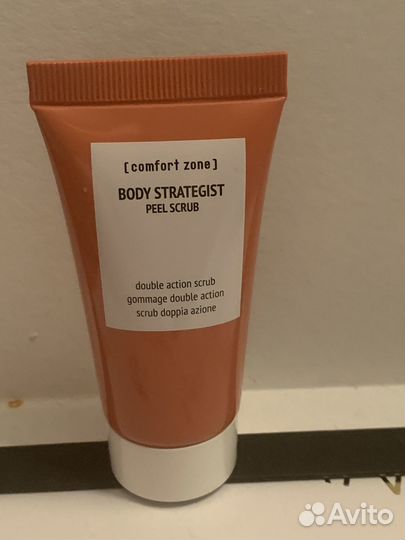 [comfort zone]
BODY STRATEGIST
PEEL SCRUB
double action scrub
gommage double action
scrub doppia azione
Avito